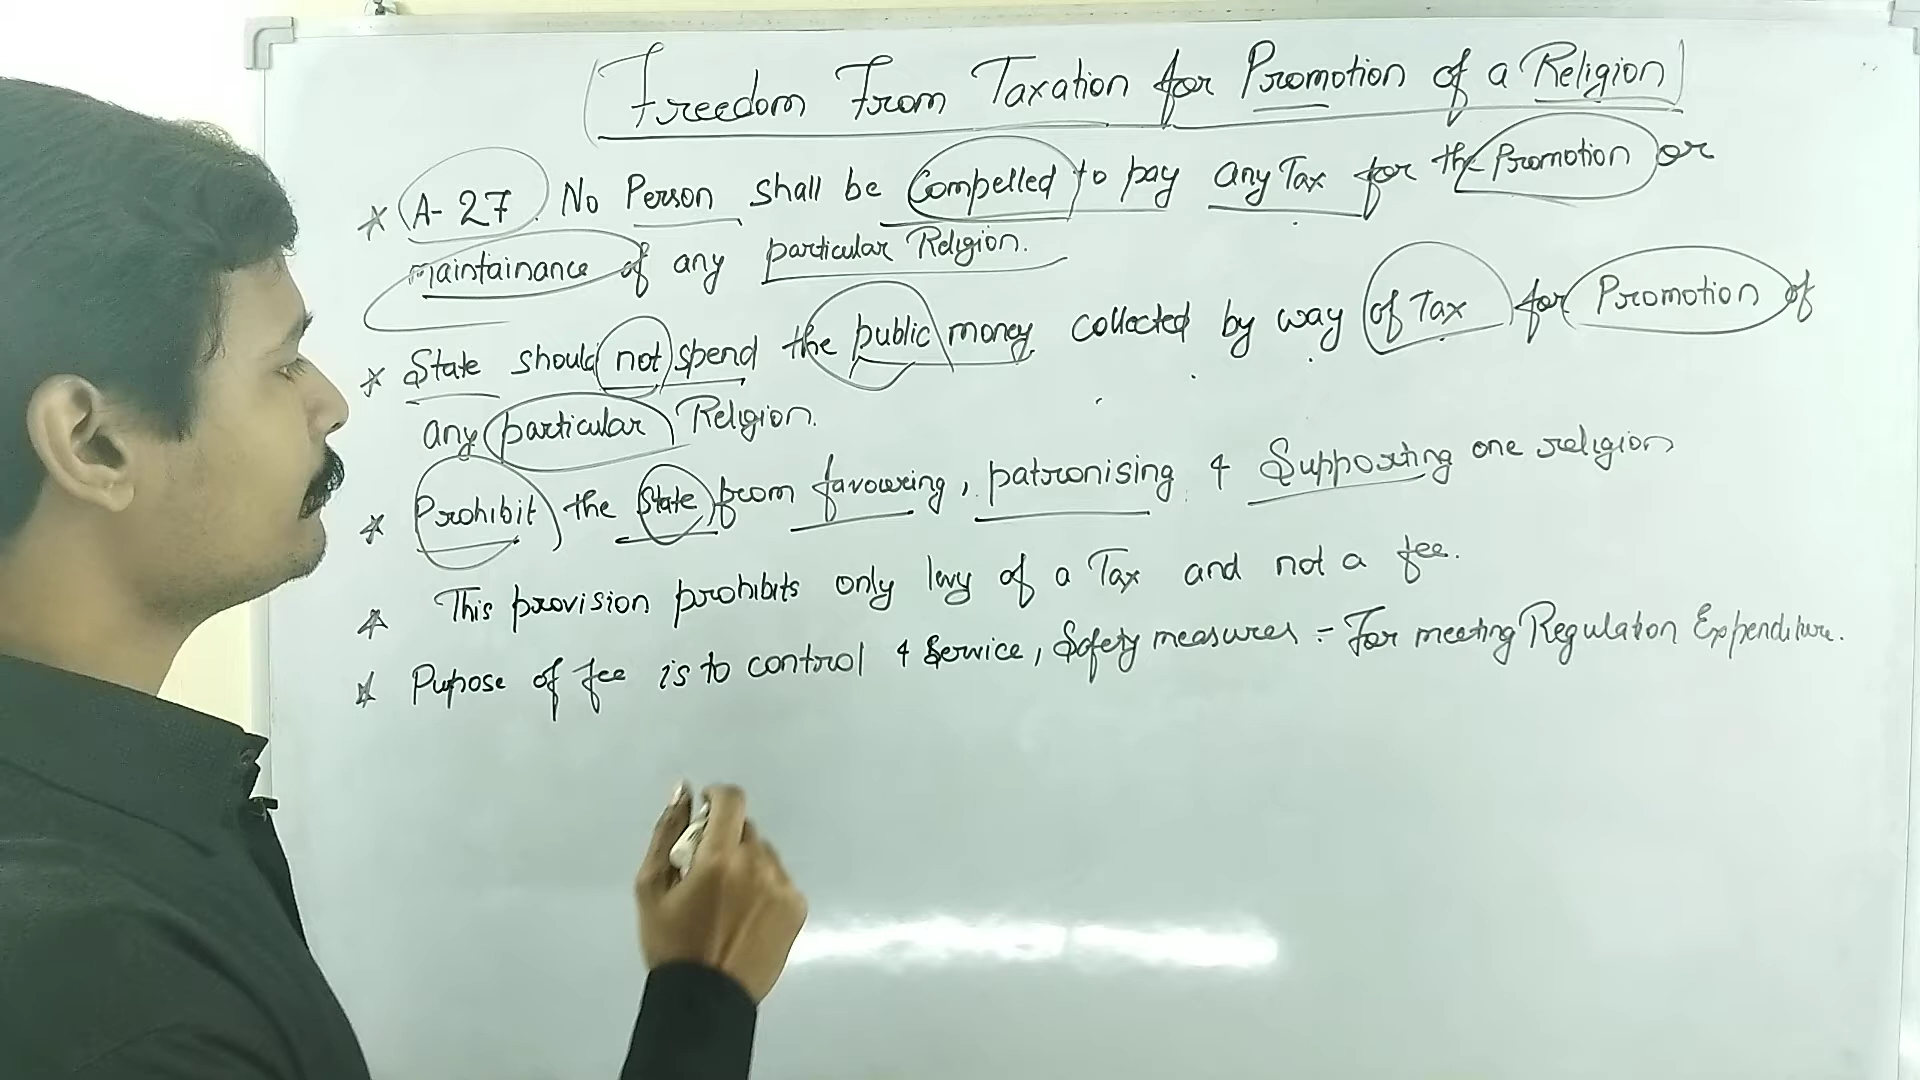 Freedom From Taxation for Promotion of a Religion
* A-27. No Person shall be Compelled to pay any Tax for the Promotion or
maintainance of any particular Religion.
* State should not spend the public money collected by way of Tax for Promotion of
any particular Religion.
* Prohibit the State from favouring, patronising & Supporting one religion
* This provision prohibits only levy of a Tax and not a fee.
* Pupose of fee is to control & Service, Safety measures - For meeting Regulation Expenditure.